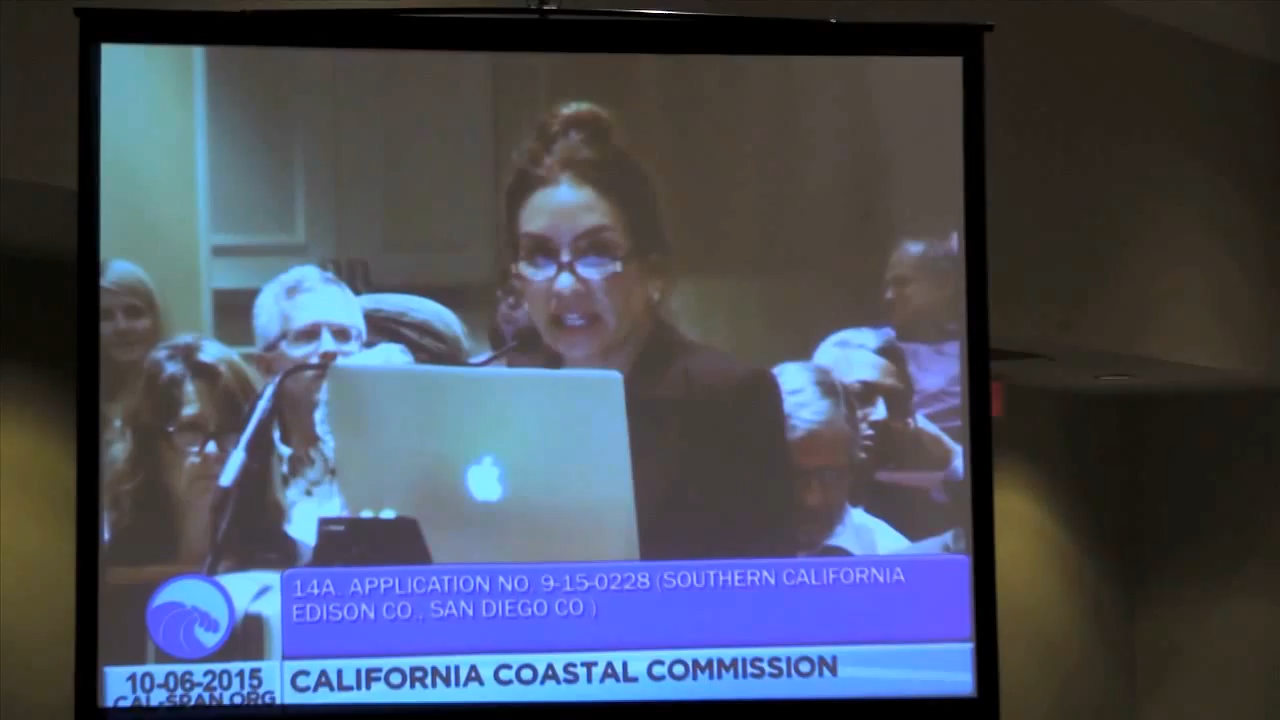 14A. APPLICATION NO. 9-15-0228 (SOUTHERN CALIFORNIA
EDISON CO., SAN DIEGO CO.)
10-06-2015
CAL-SPAN.ORG
CALIFORNIA COASTAL COMMISSION